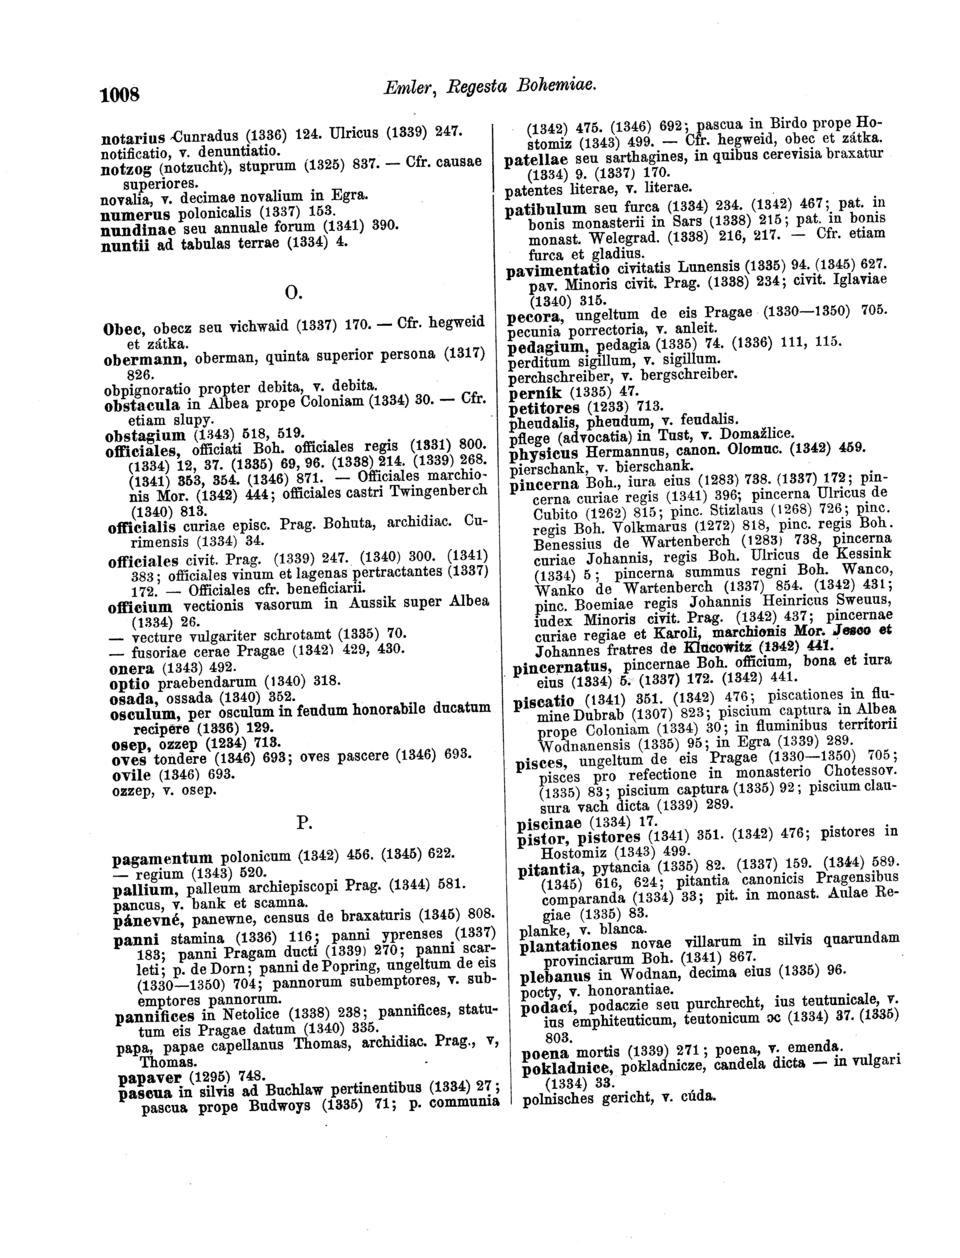 1008
Emler, Regesta Bohemiae.
notarius Cunradus (1336) 124. Ulricus (1339) 247.
notificatio, v. denuntiatio.
notzog (notzucht), stuprum (1325) 837. — Cfr. causae
superiores.
novalia, v. decimae novalium in Egra.
numerus polonicalis (1337) 153.
nundinae seu annuale forum (1341) 390.
nuntii ad tabulas terrae (1334) 4.
O.
Obec, obecz seu vichwaid (1337) 170. — Cfr. hegweid
et zátka.
obermann, oberman, quinta superior persona (1317)
826.
obpignoratio propter debita, v. debita.
obstacula in Albea prope Coloniam (1334) 30. — Cfr.
etiam slupy.
obstagium (1343) 518, 519.
officiales, officiati Boh. officiales regis (1331) 800.
(1334) 12, 37. (1335) 69, 96. (1338) 214. (1339) 268.
(1341) 353, 354. (1346) 871. — Officiales marchio-
nis Mor. (1342) 444; officiales castri Twingenberch
(1340) 813.
officialis curiae episc. Prag. Bohuta, archidiac. Cu-
rimensis (1334) 34.
officiales civit. Prag. (1339) 247. (1340) 300. (1341)
383; officiales vinum et lagenas pertractantes (1337)
172. — Officiales cfr. beneficiarii.
officium vectionis vasorum in Aussik super Albea
(1334) 26.
— vecture vulgariter schrotamt (1335) 70.
— fusoriae cerae Pragae (1342) 429, 430.
onera (1343) 492.
optio praebendarum (1340) 318.
osada, ossada (1340) 352.
osculum, per osculum in feudum honorabile ducatum
recipere (1336) 129.
osep, ozzep (1234) 713.
oves tondere (1346) 693; oves pascere (1346) 693.
ovile (1346) 693.
ozzep, v. osep.
P.
pagamentum polonicum (1342) 456. (1345) 622.
— regium (1343) 520.
pallium, palleum archiepiscopi Prag. (1344) 581.
pancus, v. bank et scamna.
pánevné, panewne, census de braxaturis (1345) 808.
panni stamina (1336) 116; panni yprenses (1337)
183; panni Pragam ducti (1339) 270; panni scar-
leti; p. de Dorn; panni de Popring, ungeltum de eis
(1330—1350) 704; pannorum subemptores, v. sub-
emptores pannorum.
pannifices in Netolice (1338) 238; pannifices, statu-
tum eis Pragae datum (1340) 335.
papa, papae capellanus Thomas, archidiac. Prag., v,
Thomas.
papaver (1295) 748.
pascua in silvis ad Buchlaw pertinentibus (1334) 27;
pascua prope Budwoys (1335) 71; p. communia
(1342) 475. (1346) 692; pascua in Birdo prope Ho-
stomiz (1343) 499. — Cfr. hegweid, obec et zátka.
patellae seu sarthagines, in quibus cerevisia braxatur
(1334) 9. (1337) 170.
patentes literae, v. literae.
patibulum seu furca (1334) 234. (1342) 467; pat. in
bonis monasterii in Sars (1338) 215; pat. in bonis
monast. Welegrad. (1338) 216, 217. — Cfr. etiam
furca et gladius.
pavimentatio civitatis Lunensis (1335) 94. (1345) 627.
pav. Minoris civit. Prag. (1338) 234; civit. Iglaviae
(1340) 315.
pecora, ungeltum de eis Pragae (1330—1350) 705.
pecunia porrectoria, v. anleit.
pedagium, pedagia (1335) 74. (1336) 111, 115.
perditum sigillum, v. sigillum.
perchschreiber, v. bergschreiber.
perník (1335) 47.
petitores (1233) 713.
pheudalis, pheudum, v. feudalis.
pflege (advocatia) in Tust, v. Domažlice.
physicus Hermannus, canon. Olomuc. (1342) 459.
pierschank, v. bierschank.
pincerna Boh., iura eius (1283) 738. (1337) 172; pin-
cerna curiae regis (1341) 396; pincerna Ulricus de
Cubito (1262) 815; pinc. Stizlaus (1268) 726; pinc.
regis Boh. Volkmarus (1272) 818, pinc. regis Boh.
Benessius de Wartenberch (1283) 738, pincerna
curiae Johannis, regis Boh. Ulricus de Kessink
(1334) 5; pincerna summus regni Boh. Wanco,
Wanko de Wartenberch (1337) 854. (1342) 431;
pinc. Boemiae regis Johannis Heinricus Sweuus,
iudex Minoris civit. Prag. (1342) 437; pincernae
curiae regiae et Karoli, marchionis Mor. Jesco et
Johannes fratres de Klucowitz (1342) 441.
pincernatus, pincernae Boh. officium, bona et iura
eius (1334) 5. (1337) 172. (1342) 441.
piscatio (1341) 351. (1342) 476; piscationes in flu-
mine Dubrab (1307) 823; piscium captura in Albea
prope Coloniam (1334) 30; in fluminibus territorii
Wodnanensis (1335) 95; in Egra (1339) 289.
pisces, ungeltum de eis Pragae (1330—1350) 705;
pisces pro refectione in monasterio Chotessov.
(1335) 83; piscium captura (1335) 92; piscium clau-
sura vach dicta (1339) 289.
piscinae (1334) 17.
pistor, pistores (1341) 351. (1342) 476; pistores in
Hostomiz (1343) 499.
pitantia, pytancia (1335) 82. (1337) 159. (1344) 589.
(1345) 616, 624; pitantia canonicis Pragensibus
comparanda (1334) 33; pit. in monast. Aulae Re-
giae (1335) 83.
planke, v. blanca.
plantationes novae villarum in silvis quarundam
provinciarum Boh. (1341) 867.
plebanus in Wodnan, decima eius (1335) 96.
pocty, v. honorantiae.
podací, podaczie seu purchrecht, ius teutunicale, v.
ius emphiteuticum, teutonicum ɔc (1334) 37. (1335)
803.
poena mortis (1339) 271; poena, v. emenda.
pokladnice, pokladnicze, candela dicta — in vulgari
(1334) 33.
polnisches gericht, v. cúda.